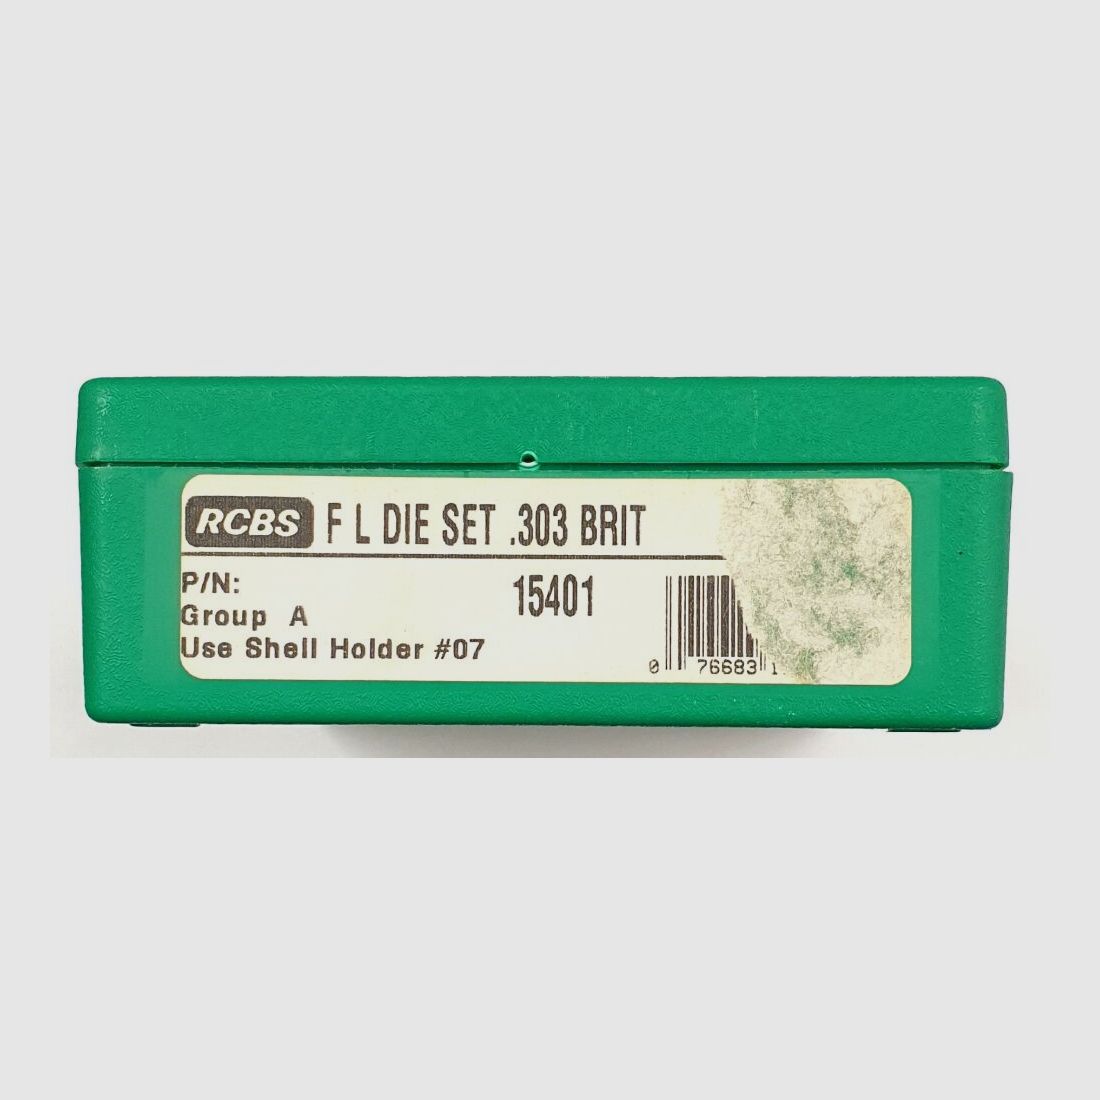 RCBS F L DIE SET .303 BRIT
P/N: 15401
Group A
Use Shell Holder #07
0 76683 1